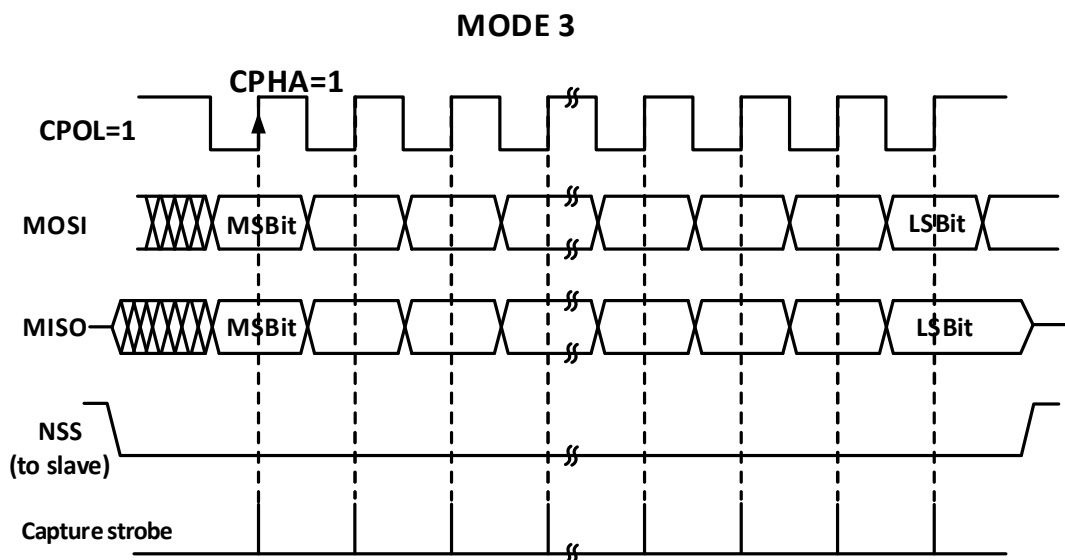 MODE 3
CPHA=1
CPOL=1
MOSI
MSBit
LSBit
MISO
MSBit
LSBit
NSS
(to slave)
Capture strobe